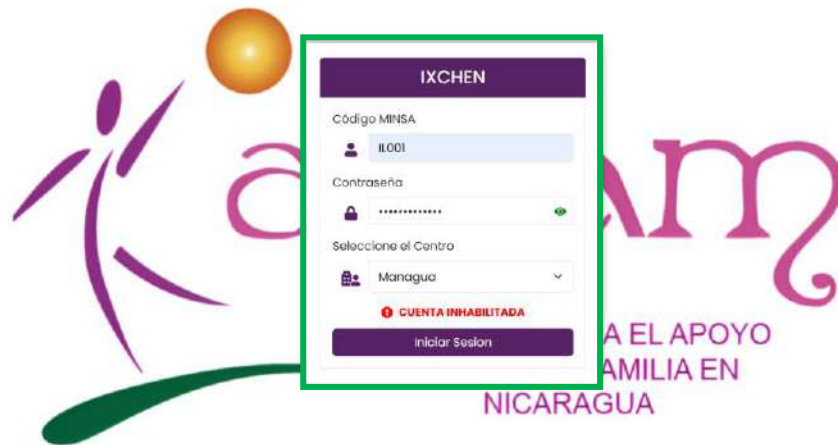 IXCHEN
Código MINSA
IL001
Contraseña
•••••••••••••
Seleccione el Centro
Managua
CUENTA INHABILITADA
Iniciar Sesion
A EL APOYO
AMILIA EN
NICARAGUA